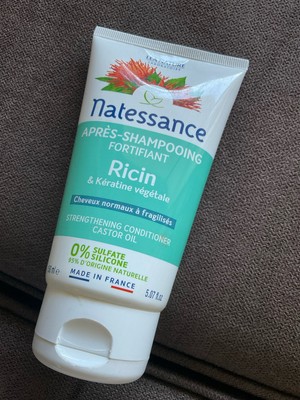 natessance
APRÈS-SHAMPOOING
FORTIFIANT
Ricin
& Kératine végétale
Cheveux normaux à fragilisés
STRENGTHENING CONDITIONER
CASTOR OIL
0% SULFATE
SILICONE
95% D'ORIGINE NATURELLE
MADE IN FRANCE
5.07 fl.oz